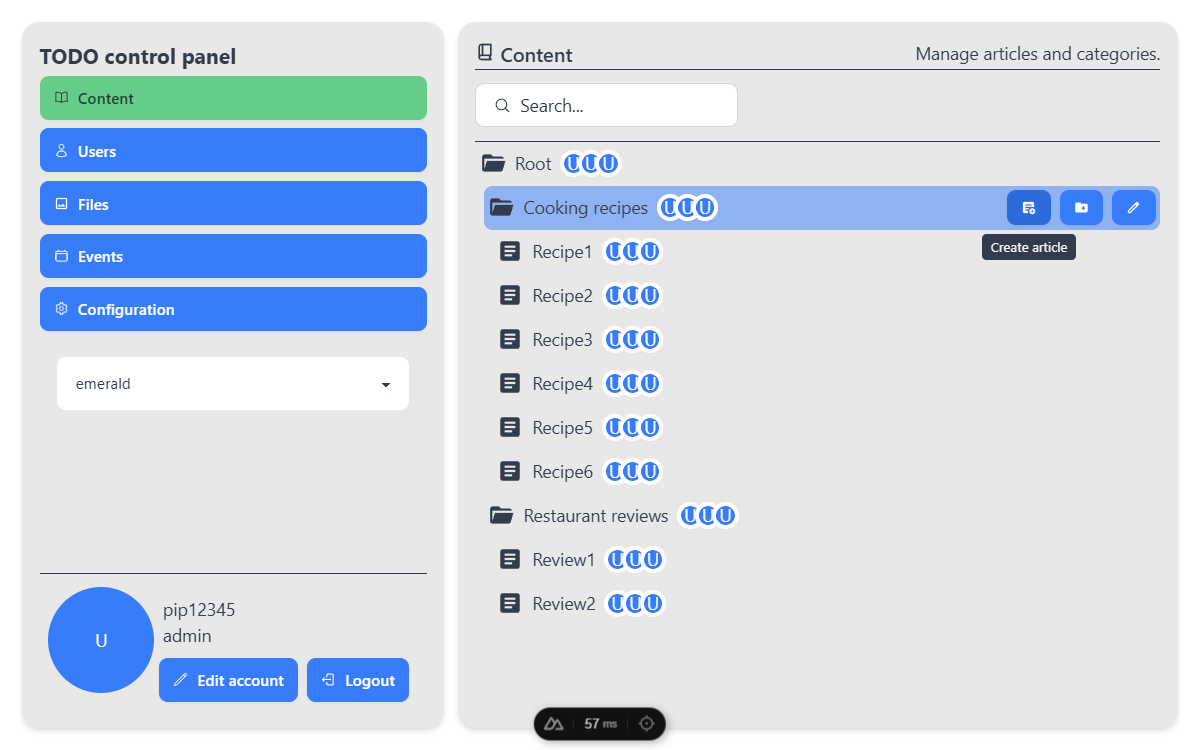 TODO control panel
Content
Users
Files
Events
Configuration
emerald
U
pip12345
admin
Edit account
Logout
Content
Manage articles and categories.
Search...
Root U U U
Cooking recipes U U U
Create article
Recipe1 U U U
Recipe2 U U U
Recipe3 U U U
Recipe4 U U U
Recipe5 U U U
Recipe6 U U U
Restaurant reviews U U U
Review1 U U U
Review2 U U U
57 ms